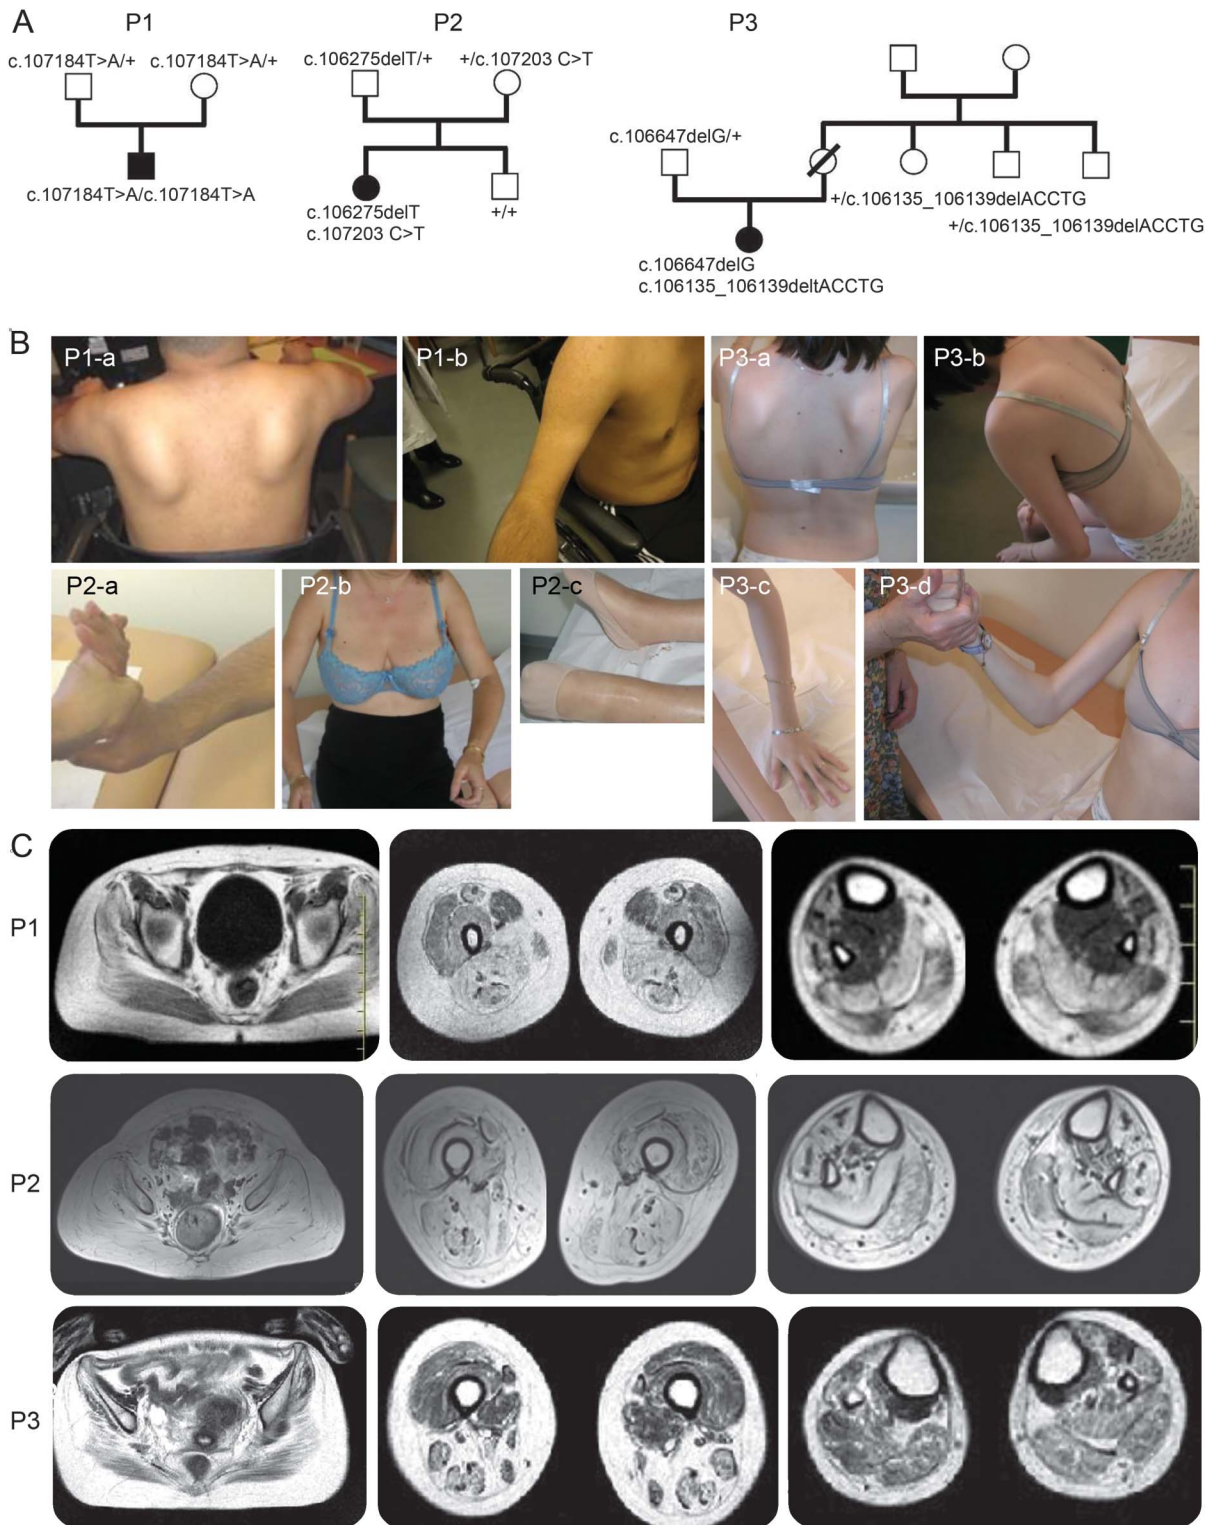 A
P1
P2
P3
c.107184T>A/+
c.107184T>A/+
c.106275delT/+
+/c.107203 C>T
c.106647delG/+
c.107184T>A/c.107184T>A
c.106275delT
c.107203 C>T
+/+
+/c.106135_106139delACCTG
+/c.106135_106139delACCTG
c.106647delG
c.106135_106139deltACCTG
B
P1-a
P1-b
P3-a
P3-b
P2-a
P2-b
P2-c
P3-c
P3-d
C
P1
P2
P3